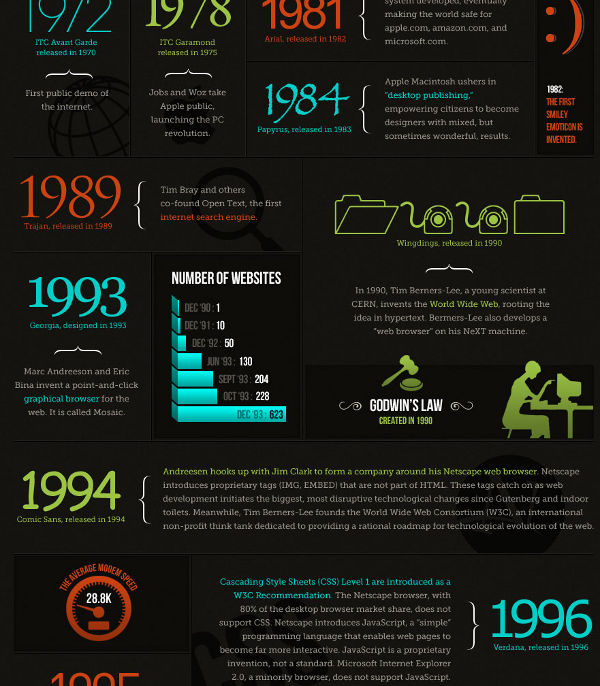 1972
ITC Avant Garde
released in 1970
First public demo of
the internet.
1978
ITC Garamond
released in 1975
Jobs and Woz take
Apple public,
launching the PC
revolution.
1981
Arial, released in 1982
system developed, eventually
making the world safe for
apple.com, amazon.com, and
microsoft.com.
1984
Papyrus, released in 1983
Apple Macintosh ushers in
"desktop publishing,"
empowering citizens to become
designers with mixed, but
sometimes wonderful, results.
:)
1982:
THE FIRST
SMILEY
EMOTICON IS
INVENTED.
1989
Trajan, released in 1989
Tim Bray and others
co-found Open Text, the first
internet search engine.
Wingdings, released in 1990
In 1990, Tim Berners-Lee, a young scientist at
CERN, invents the World Wide Web, rooting the
idea in hypertext. Berners-Lee also develops a
"web browser" on his NeXT machine.
1993
Georgia, designed in 1993
Marc Andreeson and Eric
Bina invent a point-and-click
graphical browser for the
web. It is called Mosaic.
NUMBER OF WEBSITES
DEC '90: 1
DEC '91: 10
DEC '92: 50
JUN '93: 130
SEPT '93: 204
OCT '93: 228
DEC '93: 623
GODWIN'S LAW
CREATED IN 1990
1994
Comic Sans, released in 1994
Andreesen hooks up with Jim Clark to form a company around his Netscape web browser. Netscape
introduces proprietary tags (IMG, EMBED) that are not part of HTML. These tags catch on as web
development initiates the biggest, most disruptive technological changes since Gutenberg and indoor
toilets. Meanwhile, Tim Berners-Lee founds the World Wide Web Consortium (W3C), an international
non-profit think tank dedicated to providing a rational roadmap for technological evolution of the web.
THE AVERAGE MODEM SPEED
28.8K
Cascading Style Sheets (CSS) Level 1 are introduced as a
W3C Recommendation. The Netscape browser, with
80% of the desktop browser market share, does not
support CSS. Netscape introduces JavaScript, a "simple"
programming language that enables web pages to
become far more interactive. JavaScript is a proprietary
invention, not a standard. Microsoft Internet Explorer
2.0, a minority browser, does not support JavaScript.
1996
Verdana, released in 1996
1995